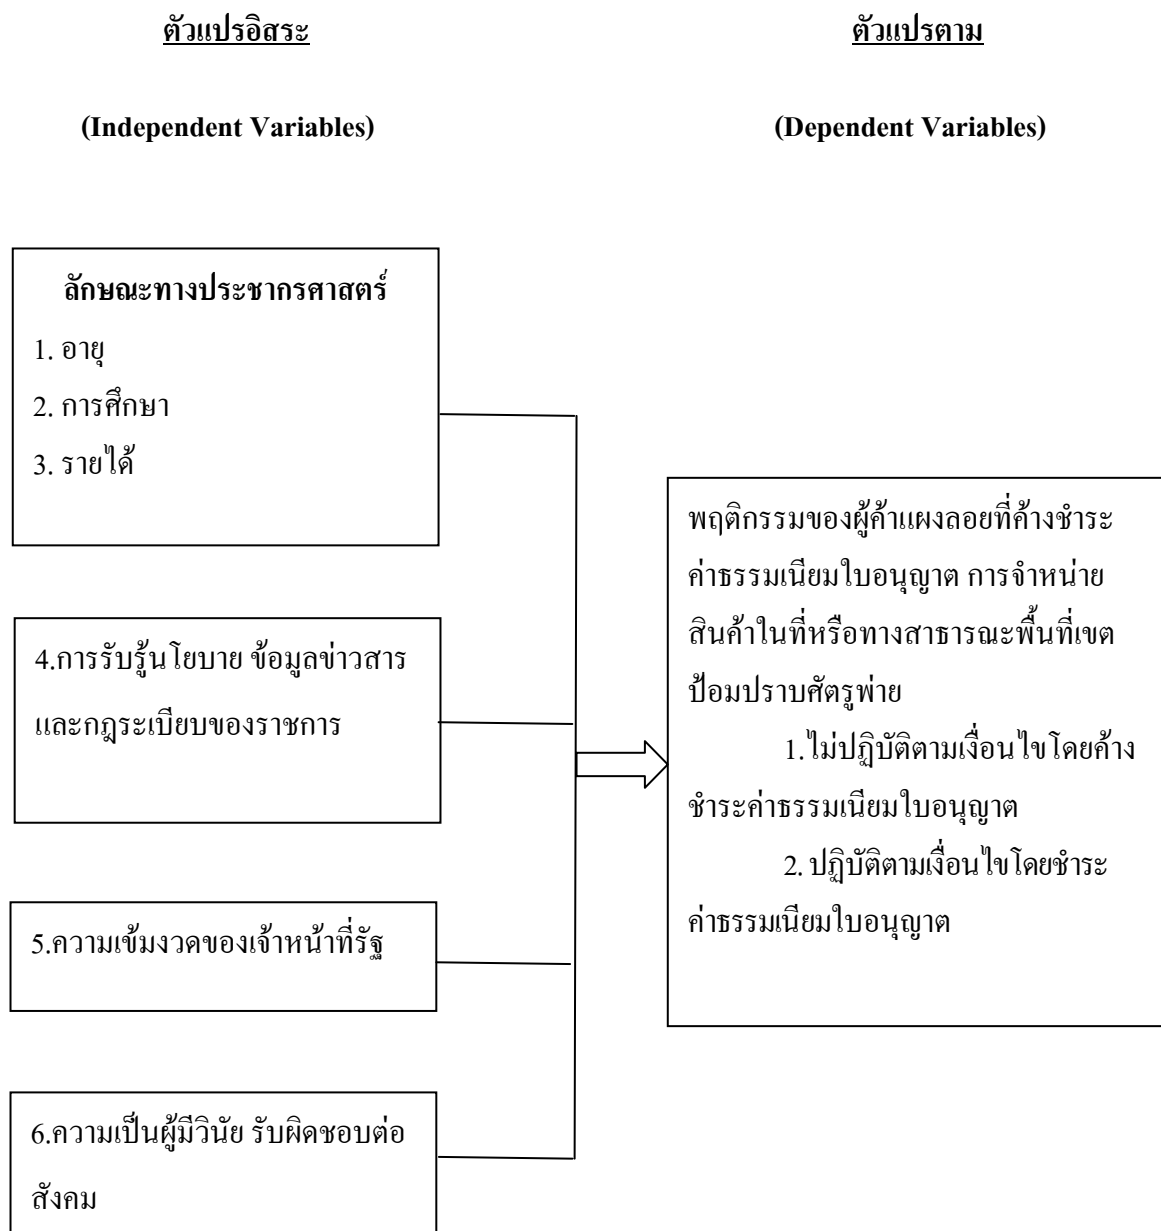 ตัวแปรอิสระ
(Independent Variables)
ลักษณะทางประชากรศาสตร์
1. อายุ
2. การศึกษา
3. รายได้
4.การรับรู้นโยบาย ข้อมูลข่าวสาร
และกฎระเบียบของราชการ
5.ความเข้มงวดของเจ้าหน้าที่รัฐ
6.ความเป็นผู้มีวินัย รับผิดชอบต่อ
สังคม
ตัวแปรตาม
(Dependent Variables)
พฤติกรรมของผู้ค้าแผงลอยที่ค้างชำระ
ค่าธรรมเนียมใบอนุญาต การจำหน่าย
สินค้าในที่หรือทางสาธารณะพื้นที่เขต
ป้อมปราบศัตรูพ่าย
1.ไม่ปฏิบัติตามเงื่อนไขโดยค้าง
ชำระค่าธรรมเนียมใบอนุญาต
2. ปฏิบัติตามเงื่อนไขโดยชำระ
ค่าธรรมเนียมใบอนุญาต